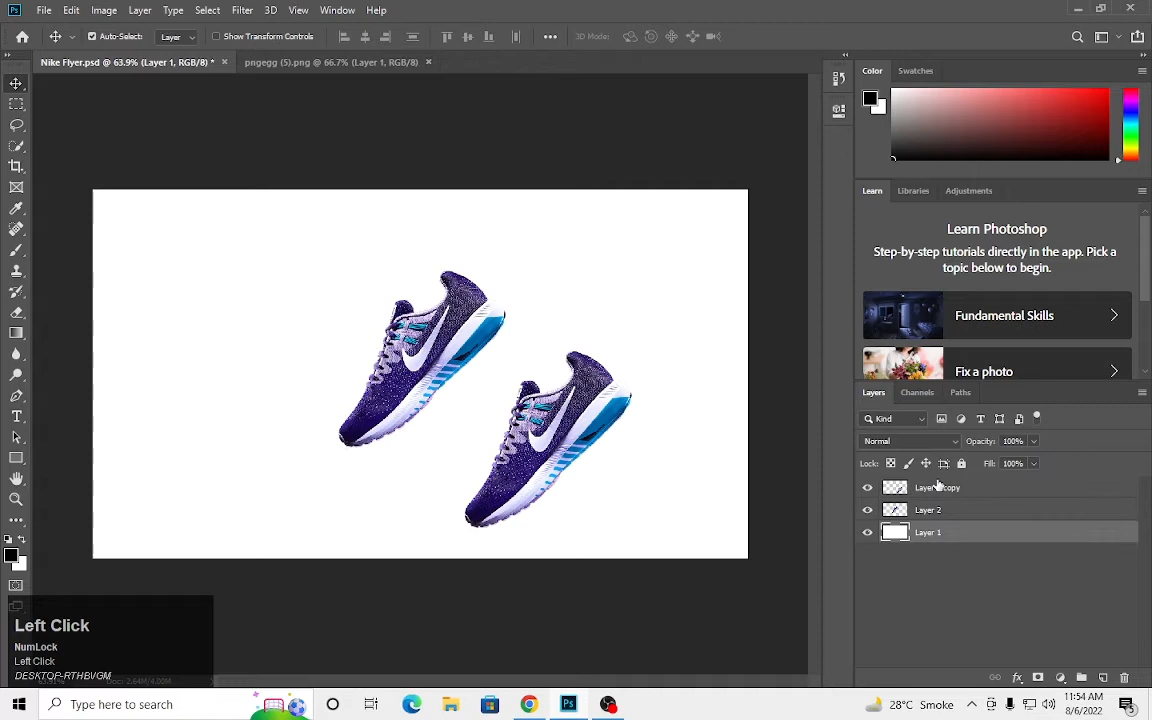 Ps File Edit Image Layer Type Select Filter 3D View Window Help
Auto-Select: Layer Show Transform Controls 3D Mode:
Nike Flyer.psd @ 63.9% (Layer 1, RGB/8) * × pngegg (5).png @ 66.7% (Layer 1, RGB/8) ×
Color Swatches
Learn Libraries Adjustments
Learn Photoshop
Step-by-step tutorials directly in the app. Pick a
topic below to begin.
Fundamental Skills
Fix a photo
Layers Channels Paths
Kind
Normal Opacity: 100%
Lock: Fill: 100%
copy
Layer 2
Layer 1
Left Click
NumLock
Left Click
DESKTOP-RTHBVGM
Type here to search
Ps
28°C Smoke
11:54 AM
8/6/2022
5